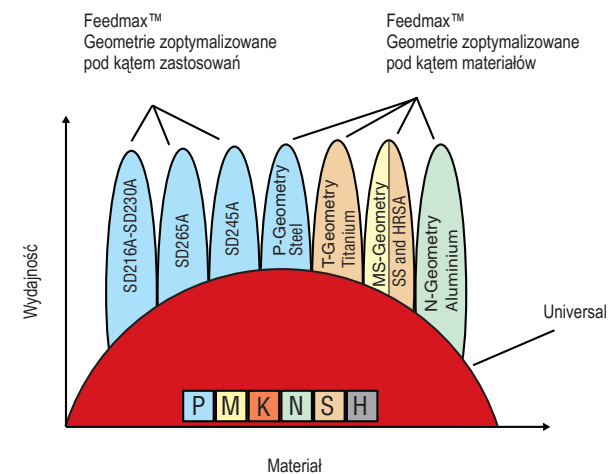 Feedmax™
Geometrie zoptymalizowane
pod kątem zastosowań
Feedmax™
Geometrie zoptymalizowane
pod kątem materiałów
Wydajność
SD216A-SD230A
SD265A
SD245A
P-Geometry
Steel
T-Geometry
Titanium
MS-Geometry
SS and HRSA
N-Geometry
Aluminium
Universal
P M K N S H
Materiał